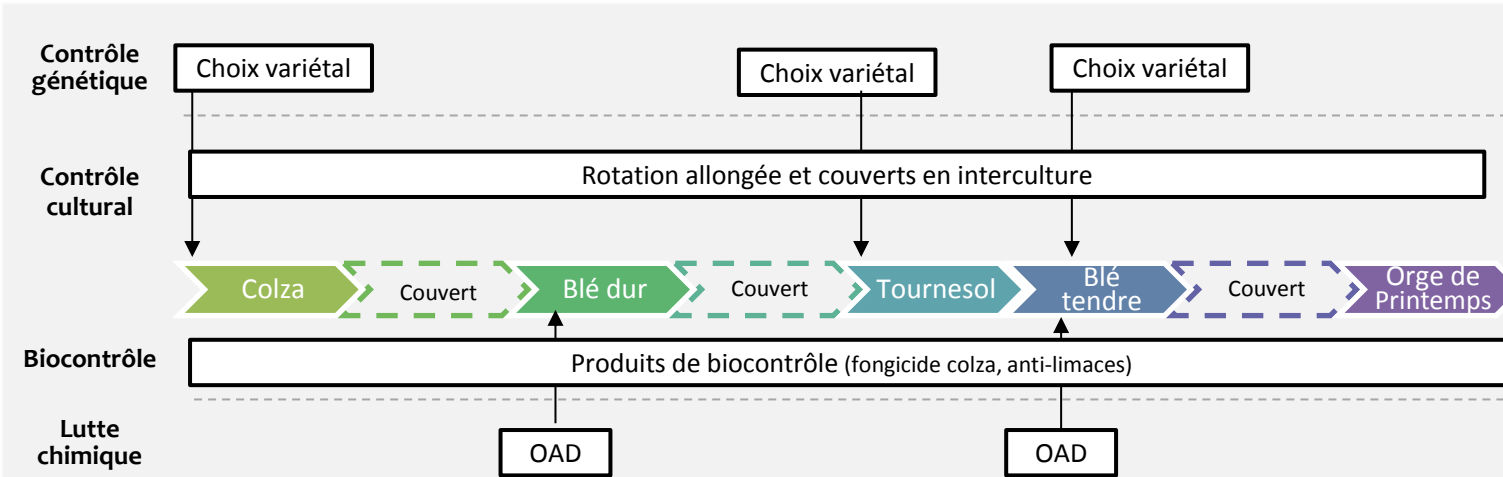 Contrôle
génétique
Choix variétal
Choix variétal
Choix variétal
Contrôle
cultural
Rotation allongée et couverts en interculture
Colza
Couvert
Blé dur
Couvert
Tournesol
Blé
tendre
Couvert
Orge de
Printemps
Biocontrôle
Produits de biocontrôle (fongicide colza, anti-limaces)
Lutte
chimique
OAD
OAD